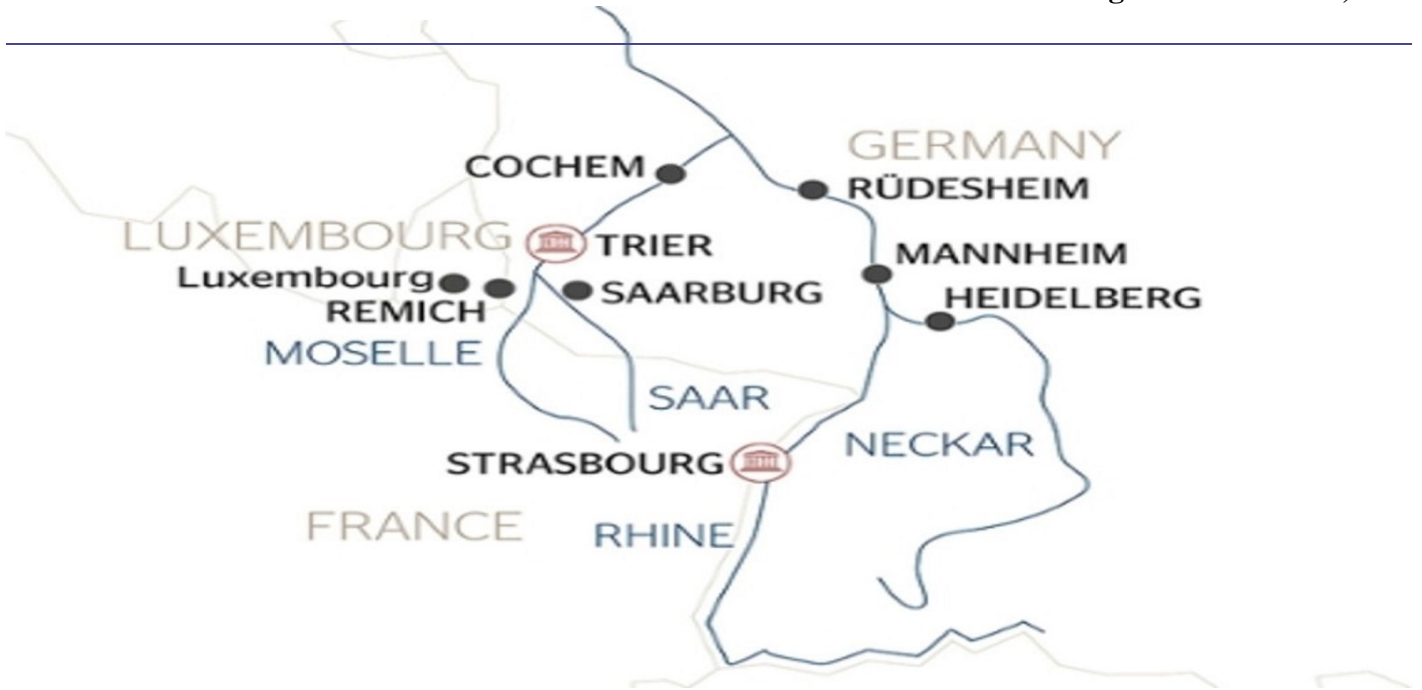 GERMANY
COCHEM
RÜDESHEIM
LUXEMBOURG
TRIER
MANNHEIM
Luxembourg
SAARBURG
HEIDELBERG
REMICH
MOSELLE
SAAR
NECKAR
STRASBOURG
FRANCE
RHINE